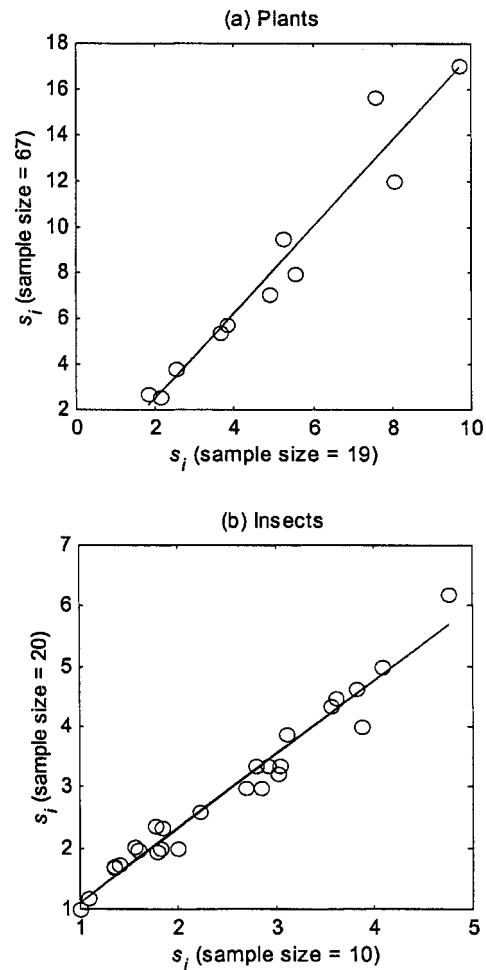 (a) Plants
18
16
14
12
10
8
6
4
2
0 2 4 6 8 10
s_i (sample size = 67)
s_i (sample size = 19)
(b) Insects
7
6
5
4
3
2
1
1 2 3 4 5
s_i (sample size = 20)
s_i (sample size = 10)